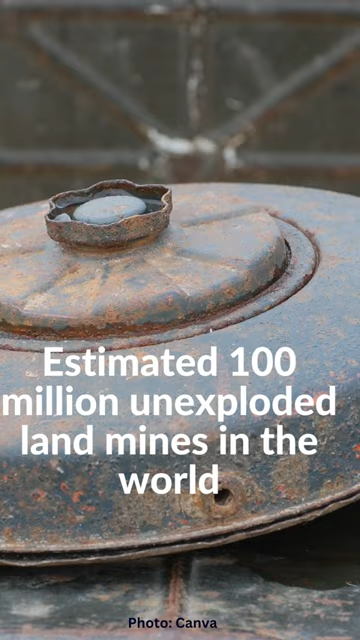 Estimated 100
million unexploded
land mines in the
world
Photo: Canva